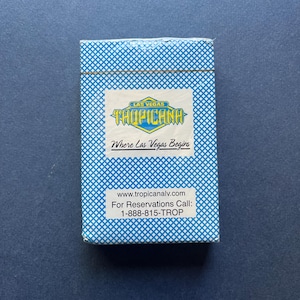 LAS VEGAS
TROPICANA
Where Las Vegas Begins
www.tropicanalv.com
For Reservations Call:
1-888-815-TROP